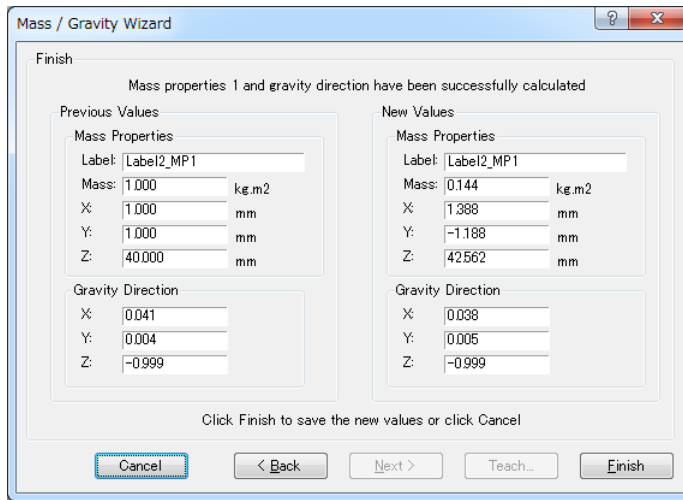 Mass / Gravity Wizard
Finish
Mass properties 1 and gravity direction have been successfully calculated
Previous Values
Mass Properties
Label: Label2_MP1
Mass: 1.000 kg.m2
X: 1.000 mm
Y: 1.000 mm
Z: 40.000 mm
Gravity Direction
X: 0.041
Y: 0.004
Z: -0.999
New Values
Mass Properties
Label: Label2_MP1
Mass: 0.144 kg.m2
X: 1.388 mm
Y: -1.188 mm
Z: 42.562 mm
Gravity Direction
X: 0.038
Y: 0.005
Z: -0.999
Click Finish to save the new values or click Cancel
Cancel < Back Next > Teach... Finish